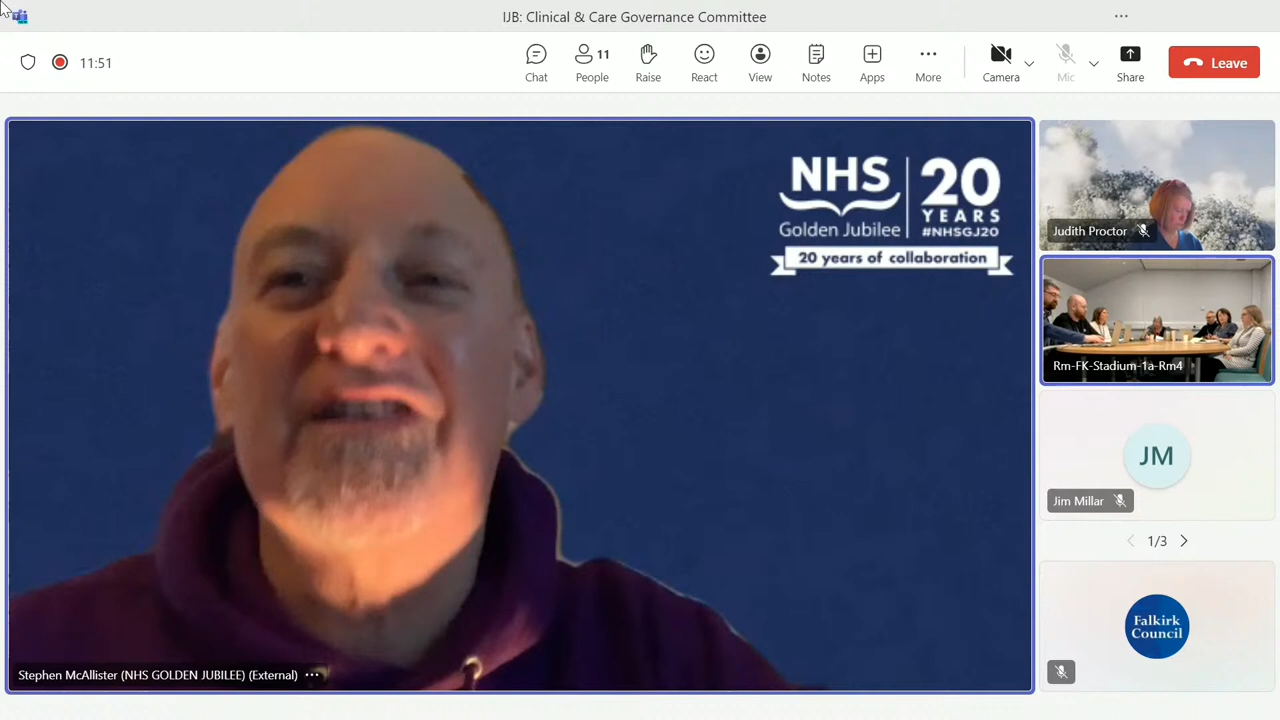 IJB: Clinical & Care Governance Committee
11:51
Chat
People
11
Raise
React
View
Notes
Apps
More
Camera
Mic
Share
Leave
NHS
Golden Jubilee
20
YEARS
#NHSGJ20
20 years of collaboration
Stephen McAllister (NHS GOLDEN JUBILEE) (External)
Judith Proctor
Rm-FK-Stadium-1a-Rm4
JM
Jim Millar
1/3
Falkirk
Council